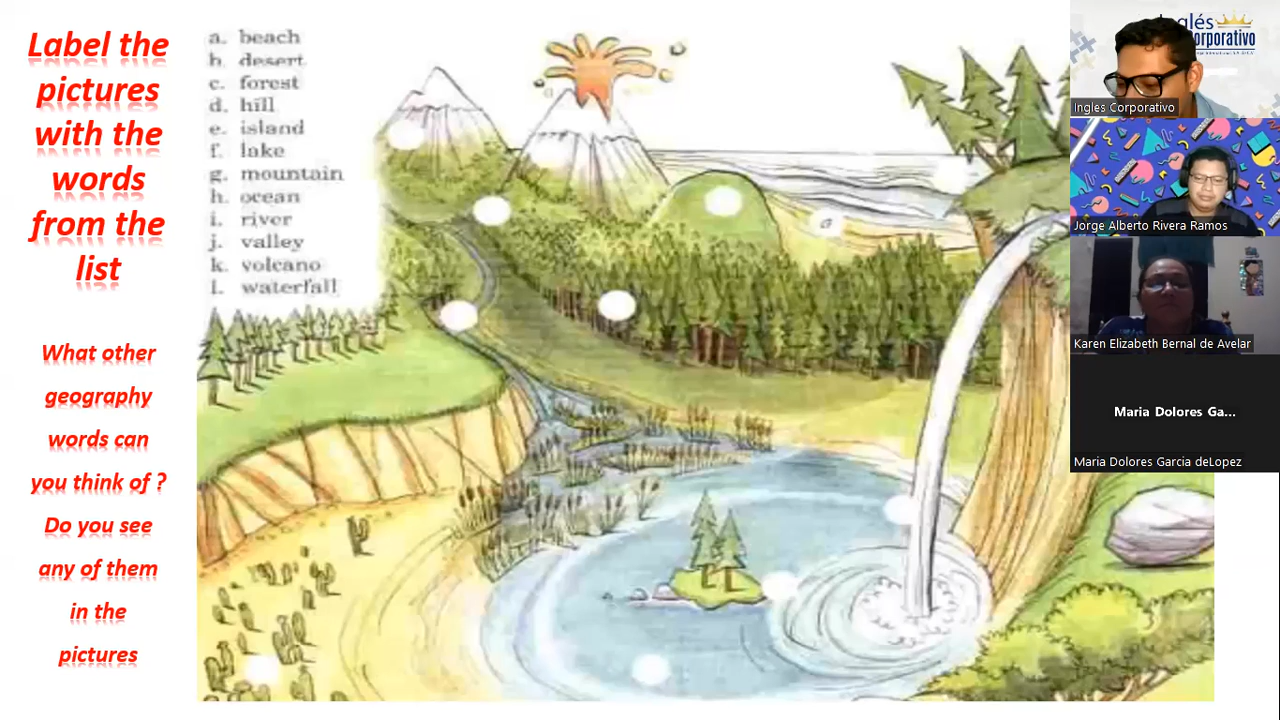 Label the
pictures
with the
words
from the
list
What other
geography
words can
you think of ?
Do you see
any of them
in the
pictures
a. beach
b. desert
c. forest
d. hill
e. island
f. lake
g. mountain
h. ocean
i. river
j. valley
k. volcano
l. waterfall
a
Inglés
Corporativo
Ingles Corporativo
Jorge Alberto Rivera Ramos
Karen Elizabeth Bernal de Avelar
Maria Dolores Ga...
Maria Dolores Garcia deLopez